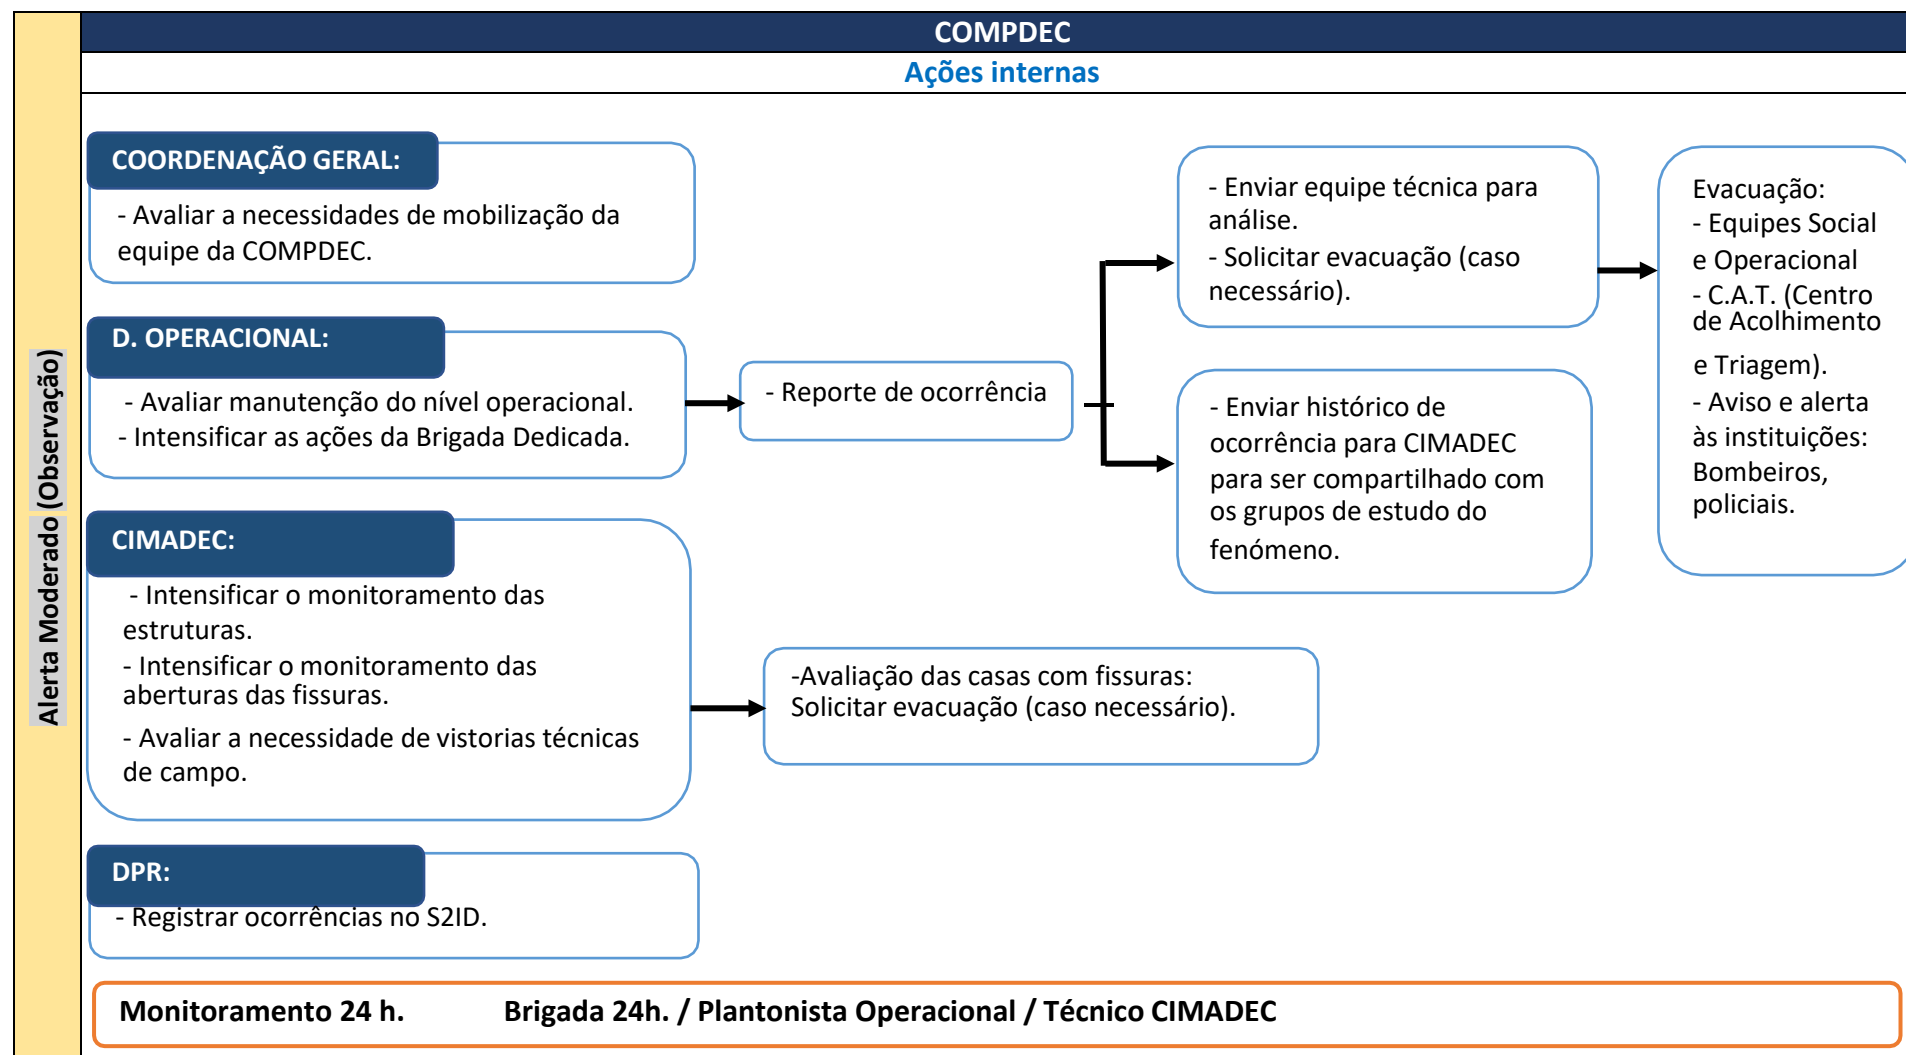 COMPDEC
Ações internas
Alerta Moderado (Observação)
COORDENAÇÃO GERAL:
- Avaliar a necessidades de mobilização da
equipe da COMPDEC.
D. OPERACIONAL:
- Avaliar manutenção do nível operacional.
- Intensificar as ações da Brigada Dedicada.
- Reporte de ocorrência
- Enviar equipe técnica para
análise.
- Solicitar evacuação (caso
necessário).
- Enviar histórico de
ocorrência para CIMADEC
para ser compartilhado com
os grupos de estudo do
fenómeno.
Evacuação:
- Equipes Social
e Operacional
- C.A.T. (Centro
de Acolhimento
e Triagem).
- Aviso e alerta
às instituições:
Bombeiros,
policiais.
CIMADEC:
- Intensificar o monitoramento das
estruturas.
- Intensificar o monitoramento das
aberturas das fissuras.
- Avaliar a necessidade de vistorias técnicas
de campo.
-Avaliação das casas com fissuras:
Solicitar evacuação (caso necessário).
DPR:
- Registrar ocorrências no S2ID.
Monitoramento 24 h. Brigada 24h. / Plantonista Operacional / Técnico CIMADEC